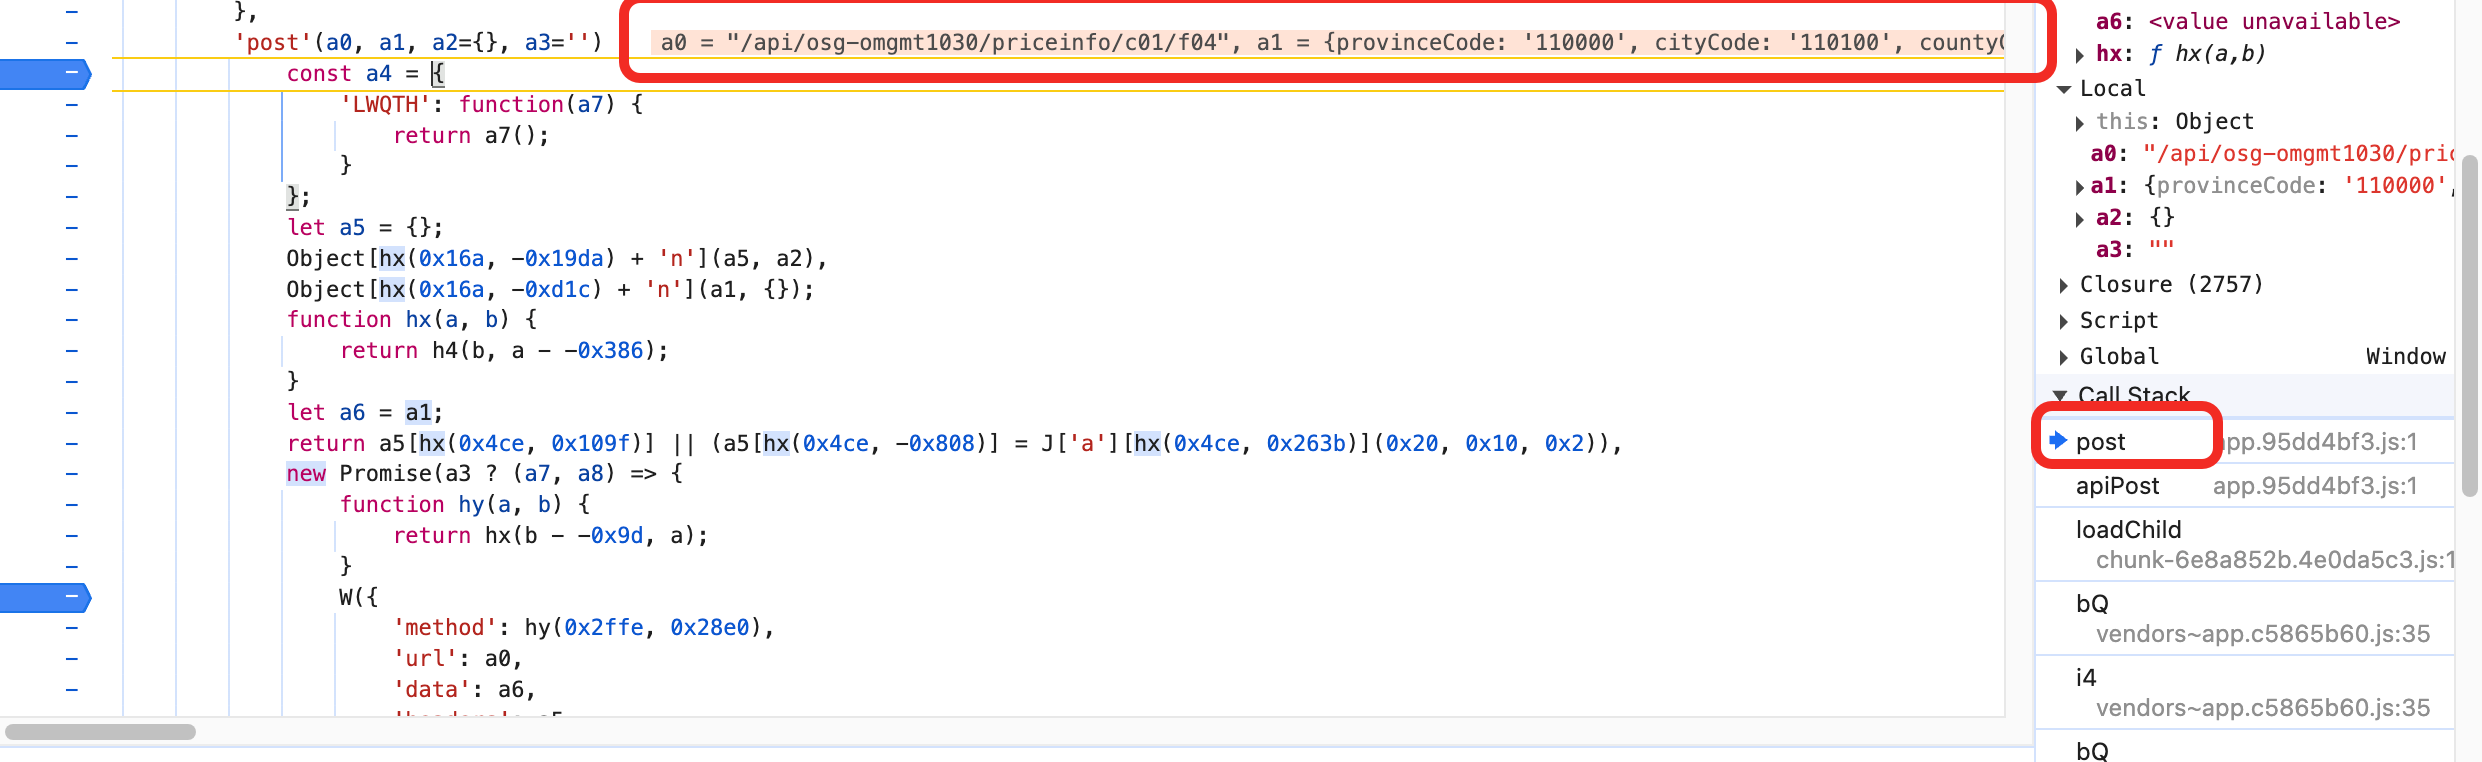 },
'post'(a0, a1, a2={}, a3='') a0 = "/api/osg-omgmt1030/priceinfo/c01/f04", a1 = {provinceCode: '110000', cityCode: '110100', county
const a4 = {
'LWQTH': function(a7) {
return a7();
}
};
let a5 = {};
Object[hx(0x16a, -0x19da) + 'n'](a5, a2),
Object[hx(0x16a, -0xd1c) + 'n'](a1, {});
function hx(a, b) {
return h4(b, a - -0x386);
}
let a6 = a1;
return a5[hx(0x4ce, 0x109f)] || (a5[hx(0x4ce, -0x808)] = J['a'][hx(0x4ce, 0x263b)](0x20, 0x10, 0x2)),
new Promise(a3 ? (a7, a8) => {
function hy(a, b) {
return hx(b - -0x9d, a);
}
W({
'method': hy(0x2ffe, 0x28e0),
'url': a0,
'data': a6,
a6: <value unavailable>
hx: ƒ hx(a,b)
Local
this: Object
a0: "/api/osg-omgmt1030/pric
a1: {provinceCode: '110000',
a2: {}
a3: ""
Closure (2757)
Script
Global Window
Call Stack
post app.95dd4bf3.js:1
apiPost app.95dd4bf3.js:1
loadChild
chunk-6e8a852b.4e0da5c3.js:1
bQ
vendors~app.c5865b60.js:35
i4
vendors~app.c5865b60.js:35
bQ